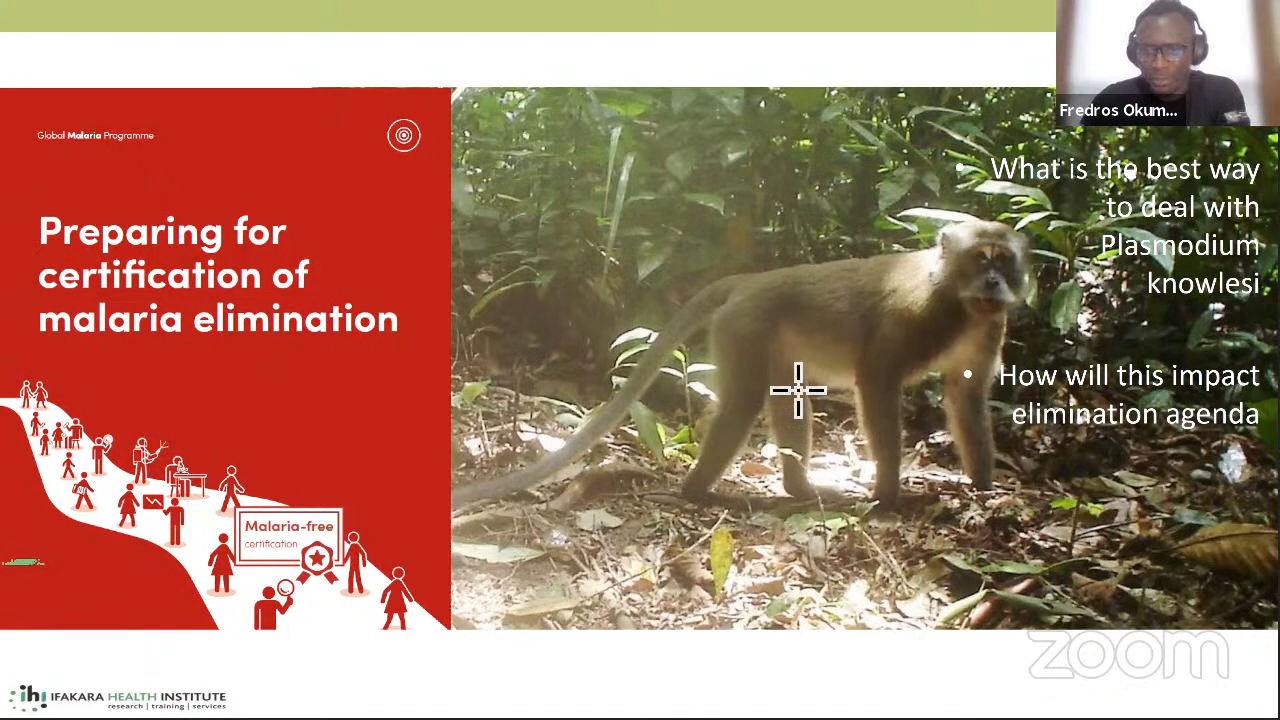 Fredros Okum...
Global Malaria Programme
Preparing for
certification of
malaria elimination
Malaria-free
certification
• What is the best way
to deal with
Plasmodium
knowlesi
• How will this impact
elimination agenda
zoom
ihi IFAKARA HEALTH INSTITUTE
research | training | services